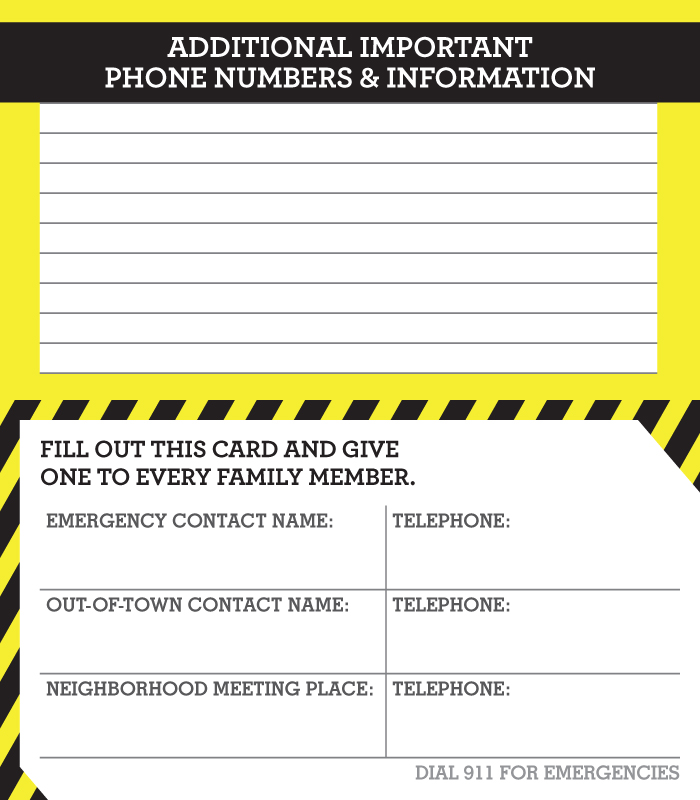 ADDITIONAL IMPORTANT
PHONE NUMBERS & INFORMATION
FILL OUT THIS CARD AND GIVE
ONE TO EVERY FAMILY MEMBER.
EMERGENCY CONTACT NAME: TELEPHONE:
OUT-OF-TOWN CONTACT NAME: TELEPHONE:
NEIGHBORHOOD MEETING PLACE: TELEPHONE:
DIAL 911 FOR EMERGENCIES